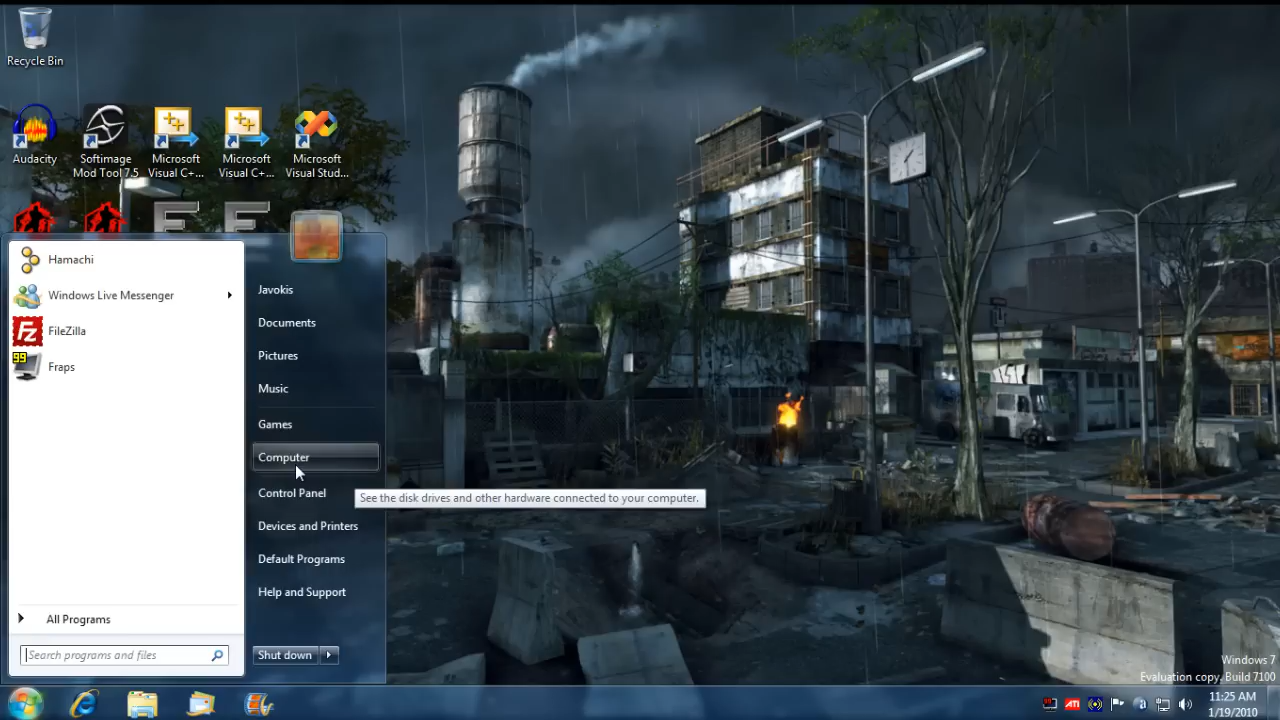 Recycle Bin
Audacity
Softimage
Mod Tool 7.5
Microsoft
Visual C+...
Microsoft
Visual C+...
Microsoft
Visual Stud...
Hamachi
Windows Live Messenger
FileZilla
99
Fraps
All Programs
Search programs and files
Javokis
Documents
Pictures
Music
Games
Computer
See the disk drives and other hardware connected to your computer.
Control Panel
Devices and Printers
Default Programs
Help and Support
Shut down
Windows 7
Evaluation copy. Build 7100
ATI
11:25 AM
1/19/2010